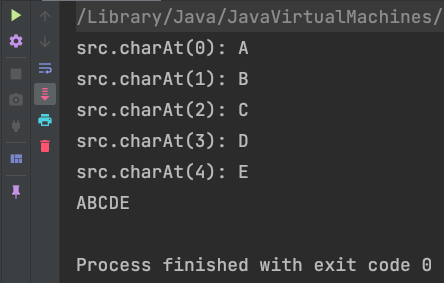 /Library/Java/JavaVirtualMachines/
src.charAt(0): A
src.charAt(1): B
src.charAt(2): C
src.charAt(3): D
src.charAt(4): E
ABCDE
Process finished with exit code 0